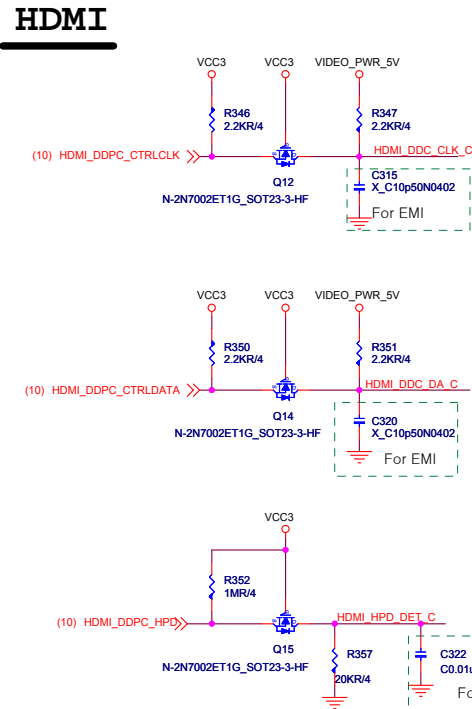 HDMI
VCC3 VCC3 VIDEO_PWR_5V
R346
2.2KR/4
R347
2.2KR/4
(10) HDMI_DDPC_CTRLCLK
HDMI_DDC_CLK_C
Q12
N-2N7002ET1G_SOT23-3-HF
C315
X_C10p50N0402
For EMI
VCC3 VCC3 VIDEO_PWR_5V
R350
2.2KR/4
R351
2.2KR/4
(10) HDMI_DDPC_CTRLDATA
HDMI_DDC_DA_C
Q14
N-2N7002ET1G_SOT23-3-HF
C320
X_C10p50N0402
For EMI
VCC3
R352
1MR/4
(10) HDMI_DDPC_HPD
HDMI_HPD_DET_C
Q15
N-2N7002ET1G_SOT23-3-HF
R357
20KR/4
C322
C0.01u
Fo